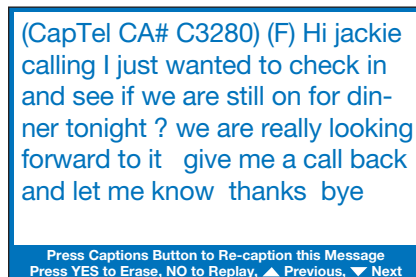 (CapTel CA# C3280) (F) Hi jackie
calling I just wanted to check in
and see if we are still on for din-
ner tonight ? we are really looking
forward to it   give me a call back
and let me know  thanks  bye
Press Captions Button to Re-caption this Message
Press YES to Erase, NO to Replay, ▲ Previous, ▼ Next